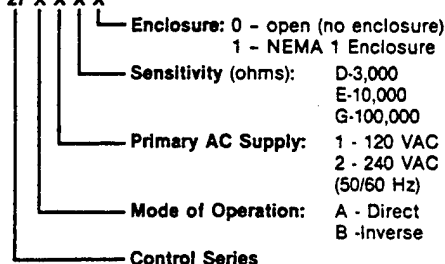 27 X X X X
Enclosure: 0 - open (no enclosure)
1 - NEMA 1 Enclosure
Sensitivity (ohms): D-3,000
E-10,000
G-100,000
Primary AC Supply: 1 - 120 VAC
2 - 240 VAC
(50/60 Hz)
Mode of Operation: A - Direct
B -Inverse
Control Series